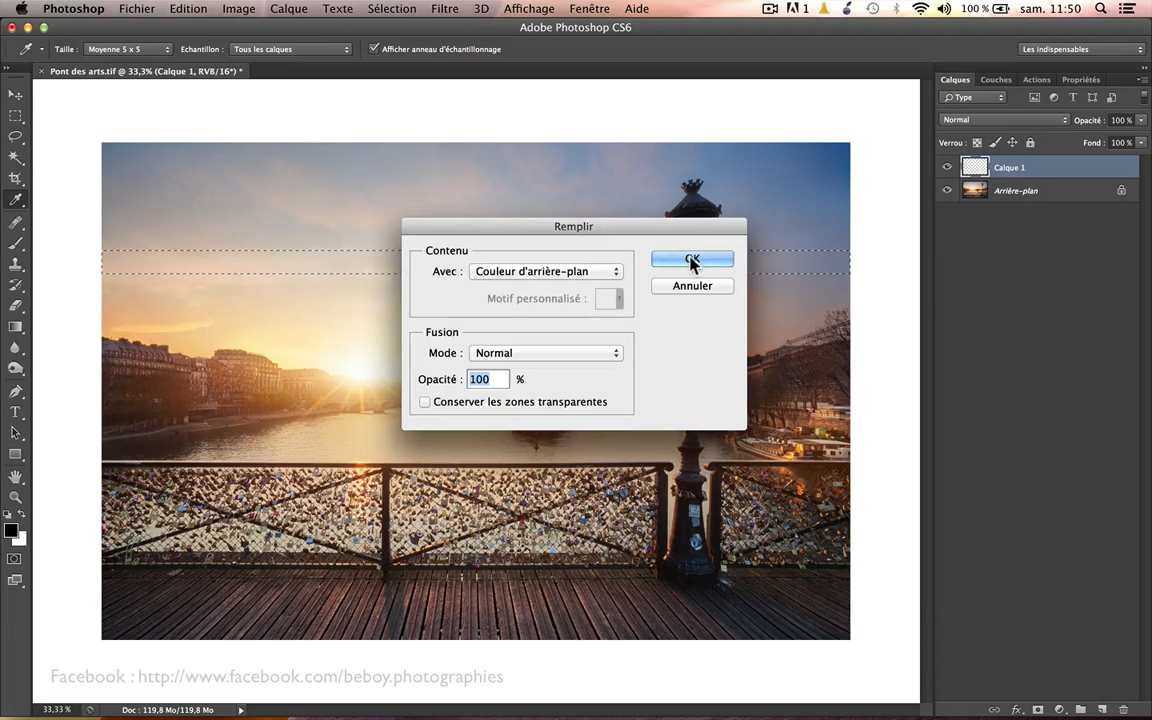 Photoshop Fichier Edition Image Calque Texte Sélection Filtre 3D Affichage Fenêtre Aide 1 100 % sam. 11:50
Adobe Photoshop CS6
Taille : Moyenne 5 x 5 Echantillon : Tous les calques Afficher anneau d'échantillonnage Les indispensables
Pont des arts.tif @ 33,3% (Calque 1, RVB/16*) *
Calques Couches Actions Propriétés
Type
Normal Opacité : 100 %
Verrou : Fond : 100 %
Calque 1
Arrière-plan
Remplir
Contenu
OK
Avec : Couleur d'arrière-plan
Annuler
Motif personnalisé :
Fusion
Mode : Normal
Opacité : 100 %
Conserver les zones transparentes
Facebook : http://www.facebook.com/beboy.photographies
33,33 % Doc : 119,8 Mo/119,8 Mo